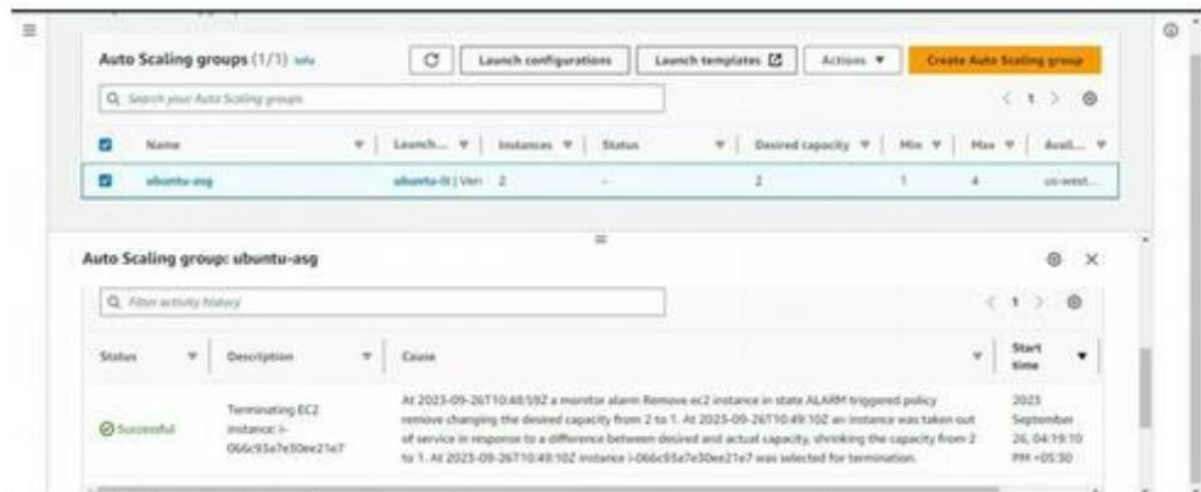 Auto Scaling groups (1/1) Info
Launch configurations
Launch templates
Actions
Create Auto Scaling group
Search your Auto Scaling groups
1
Name
Launch...
Instances
Status
Desired capacity
Min
Max
Avail...
ubuntu-asg
ubuntu-lt | Ver
2
-
2
1
4
us-west...
Auto Scaling group: ubuntu-asg
Filter activity history
1
Status
Description
Cause
Start
time
Successful
Terminating EC2
instance: i-
066c93a7e30ee21e7
At 2023-09-26T10:48:59Z a monitor alarm Remove ec2 instance in state ALARM triggered policy
remove changing the desired capacity from 2 to 1. At 2023-09-26T10:49:10Z an instance was taken out
of service in response to a difference between desired and actual capacity, shrinking the capacity from 2
to 1. At 2023-09-26T10:49:10Z instance i-066c93a7e30ee21e7 was selected for termination.
2023
September
26, 04:19:10
PM +05:30